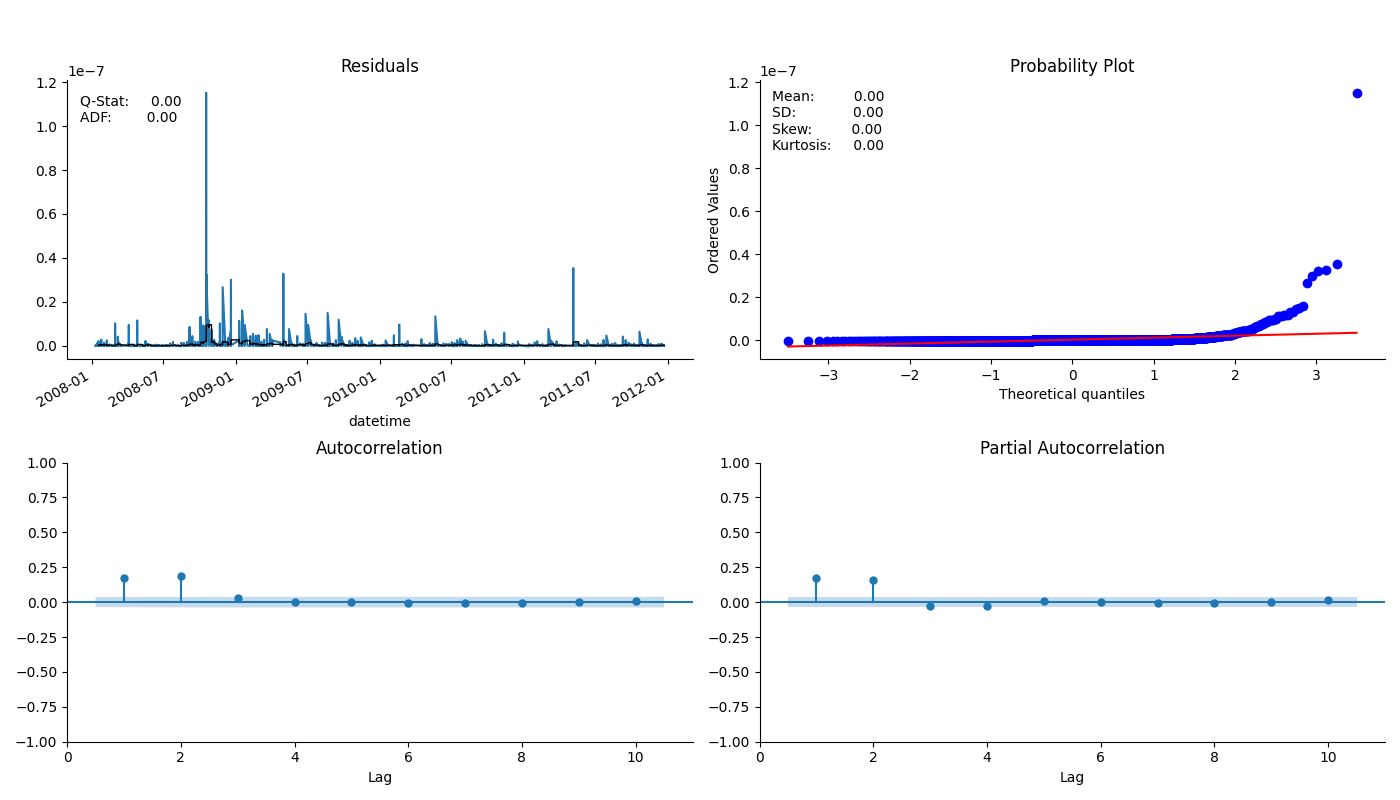 Residuals
1e−7
1.2
1.0
0.8
0.6
0.4
0.2
0.0
Q-Stat: 0.00
ADF: 0.00
2008-01
2008-07
2009-01
2009-07
2010-01
2010-07
2011-01
2011-07
2012-01
datetime
Probability Plot
1e−7
1.2
1.0
0.8
0.6
0.4
0.2
0.0
Ordered Values
Mean: 0.00
SD: 0.00
Skew: 0.00
Kurtosis: 0.00
−3 −2 −1 0 1 2 3
Theoretical quantiles
Autocorrelation
1.00
0.75
0.50
0.25
0.00
−0.25
−0.50
−0.75
−1.00
0 2 4 6 8 10
Lag
Partial Autocorrelation
1.00
0.75
0.50
0.25
0.00
−0.25
−0.50
−0.75
−1.00
0 2 4 6 8 10
Lag